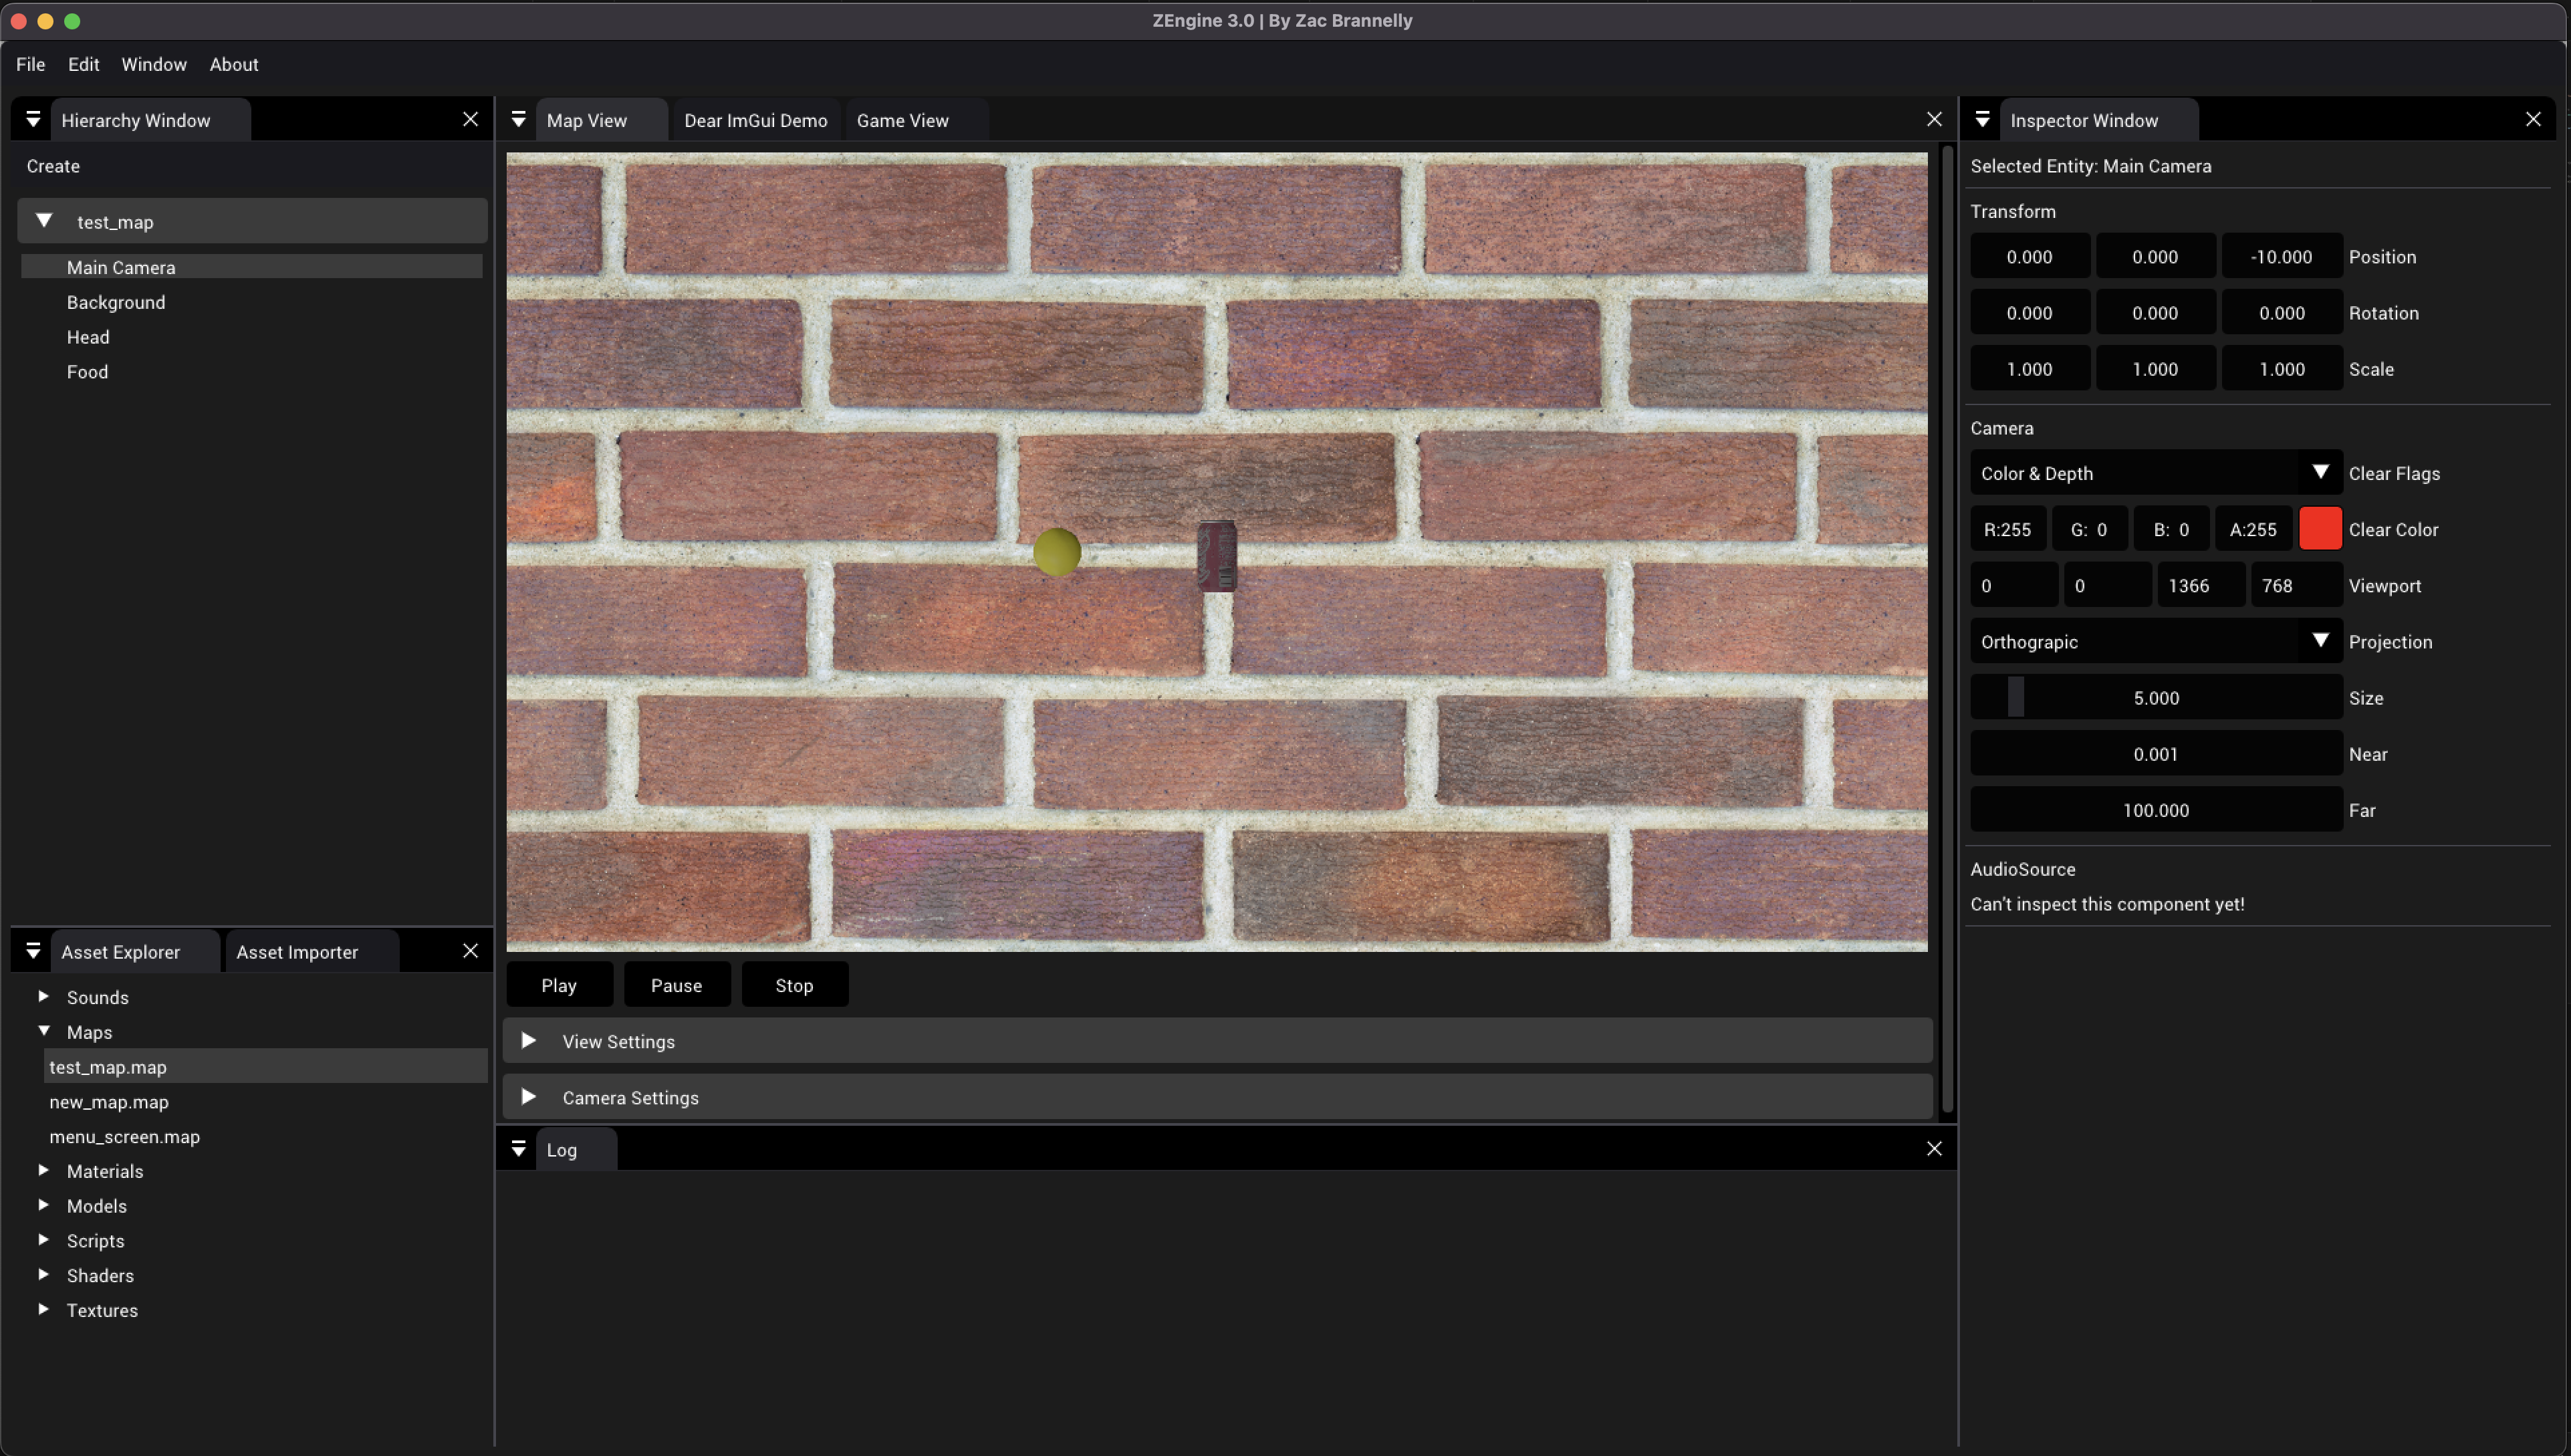 ZEngine 3.0 | By Zac Brannelly
File Edit Window About
Hierarchy Window
Create
test_map
Main Camera
Background
Head
Food
Asset Explorer Asset Importer
Sounds
Maps
test_map.map
new_map.map
menu_screen.map
Materials
Models
Scripts
Shaders
Textures
Map View Dear ImGui Demo Game View
Play Pause Stop
View Settings
Camera Settings
Log
Inspector Window
Selected Entity: Main Camera
Transform
0.000 0.000 -10.000 Position
0.000 0.000 0.000 Rotation
1.000 1.000 1.000 Scale
Camera
Color & Depth Clear Flags
R:255 G: 0 B: 0 A:255 Clear Color
0 0 1366 768 Viewport
Orthograpic Projection
5.000 Size
0.001 Near
100.000 Far
AudioSource
Can't inspect this component yet!